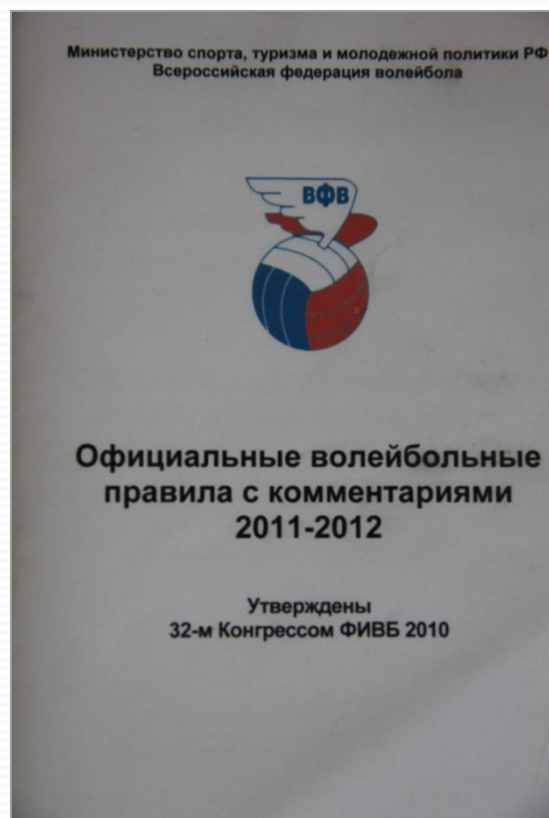 Министерство спорта, туризма и молодежной политики РФ
Всероссийская федерация волейбола
ВФВ
Официальные волейбольные
правила с комментариями
2011-2012
Утверждены
32-м Конгрессом ФИВБ 2010